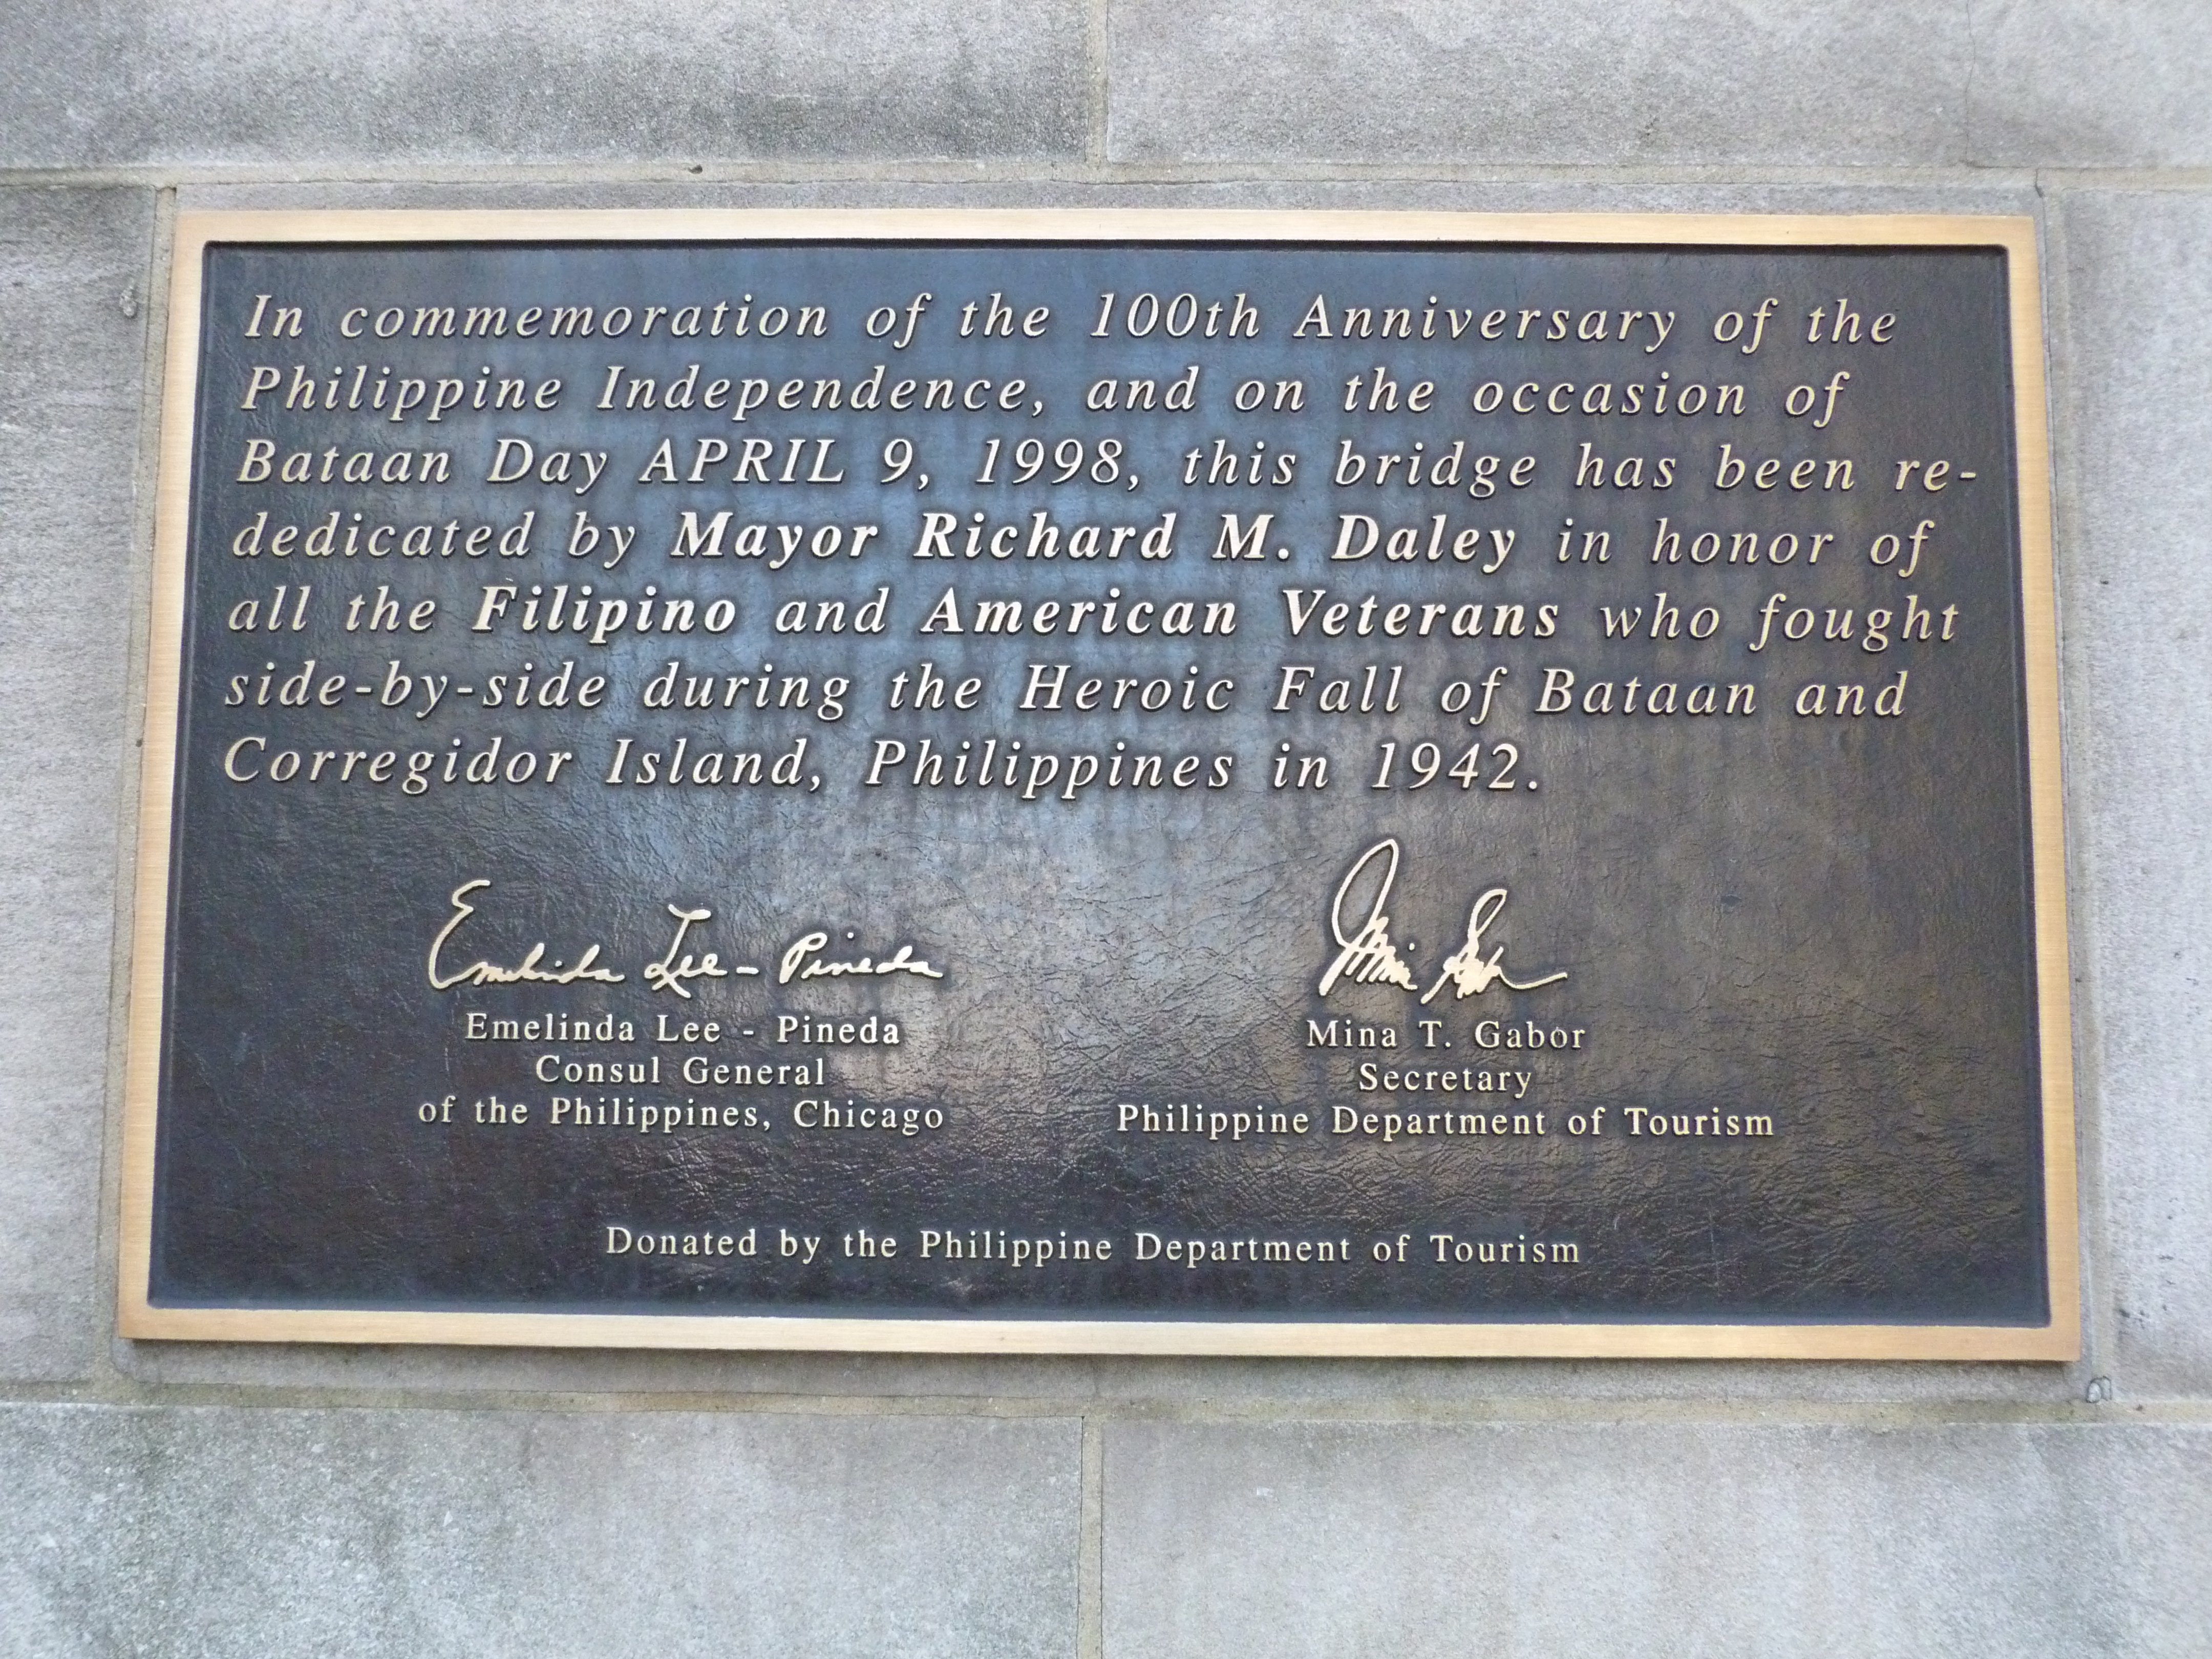 In commemoration of the 100th Anniversary of the
Philippine Independence, and on the occasion of
Bataan Day APRIL 9, 1998, this bridge has been re-
dedicated by Mayor Richard M. Daley in honor of
all the Filipino and American Veterans who fought
side-by-side during the Heroic Fall of Bataan and
Corregidor Island, Philippines in 1942.
Emelinda Lee - Pineda
Emelinda Lee - Pineda
Consul General
of the Philippines, Chicago
Mina T. Gabor
Secretary
Philippine Department of Tourism
Donated by the Philippine Department of Tourism